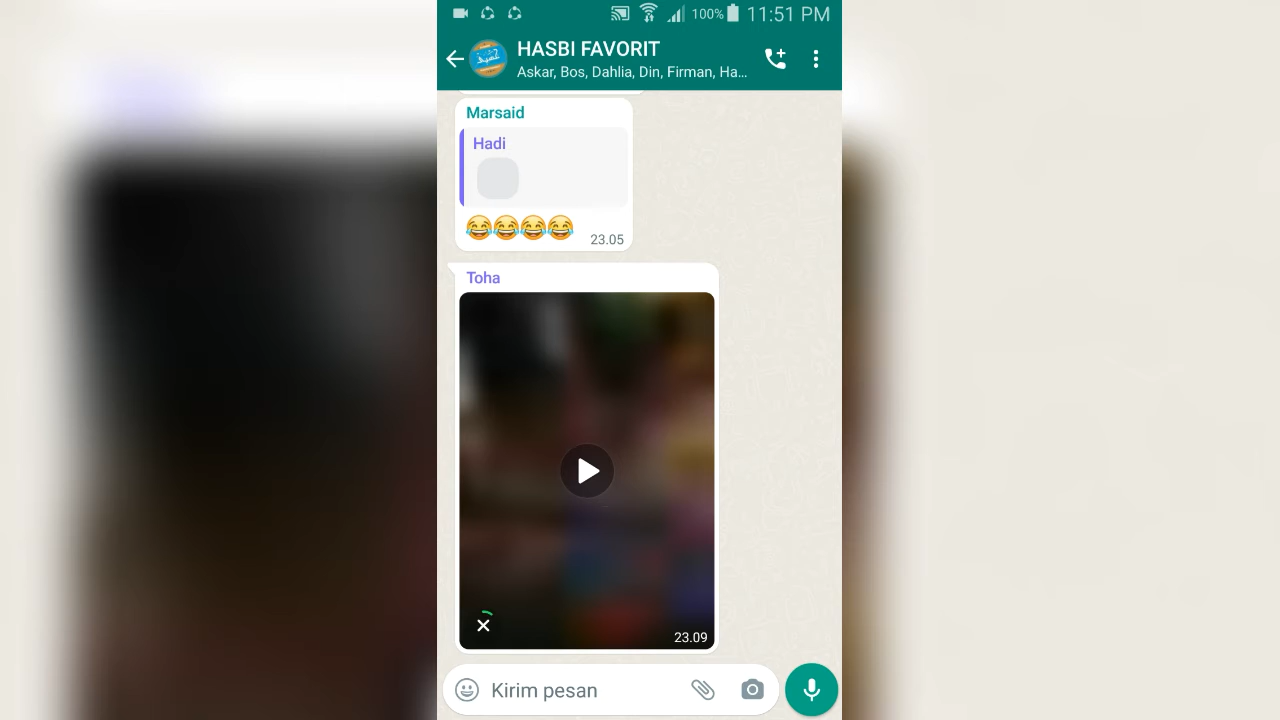 100% 11:51 PM
HASBI FAVORIT
Askar, Bos, Dahlia, Din, Firman, Ha...
Marsaid
Hadi
😂😂😂😂
23.05
Toha
23.09
Kirim pesan